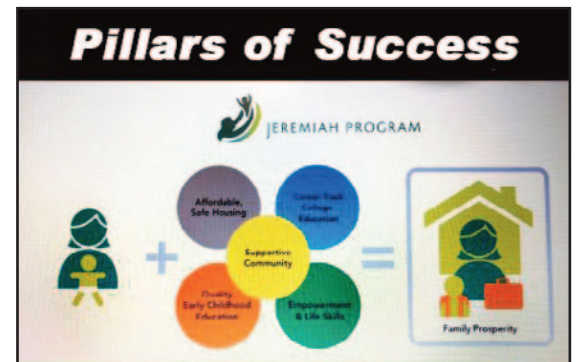 Pillars of Success
JEREMIAH PROGRAM
Affordable,
Safe Housing
Career-Track
College
Education
Supportive
Community
Quality
Early Childhood
Education
Empowerment
& Life Skills
Family Prosperity